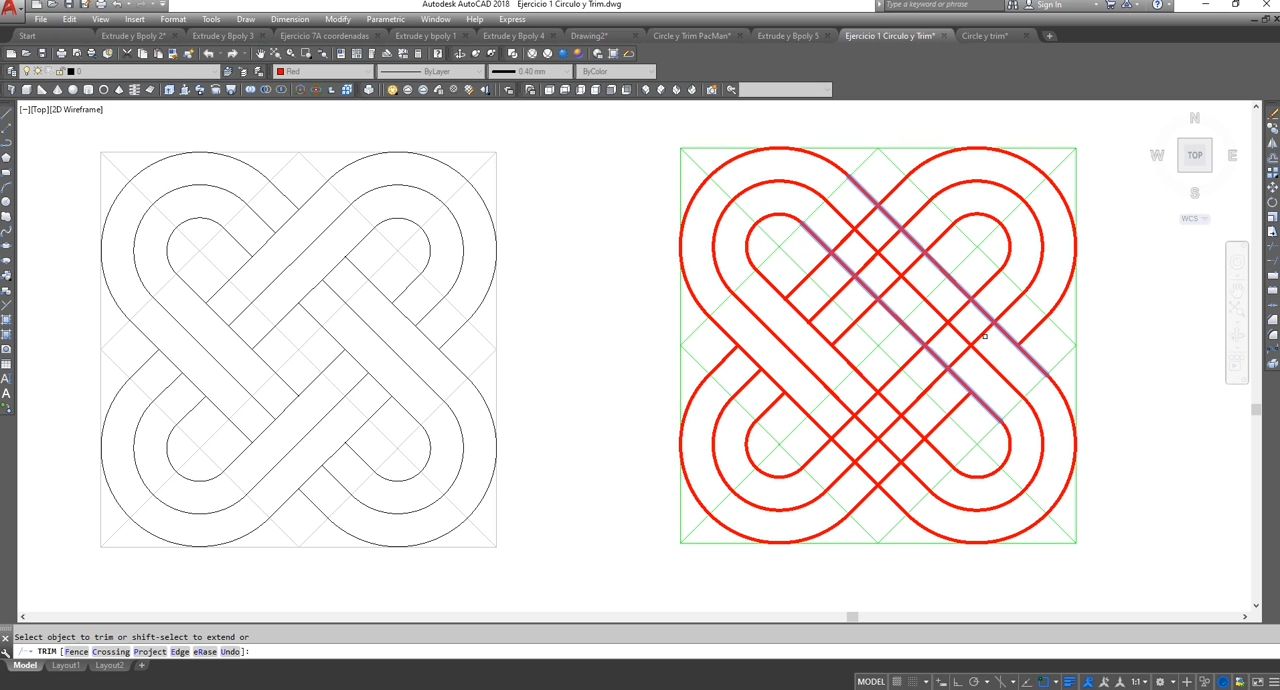 Autodesk AutoCAD 2018 Ejercicio 1 Circulo y Trim.dwg
Type a keyword or phrase
Sign In
File Edit View Insert Format Tools Draw Dimension Modify Parametric Window Help Express
Start Extrude y Bpoly 2* Extrude y Bpoly 3 Ejercicio 7A coordenadas Extrude y bpoly 1 Extrude y Bpoly 4 Drawing2* Circle y Trim PacMan* Extrude y Bpoly 5 Ejercicio 1 Circulo y Trim* Circle y trim*
0 Red ByLayer 0.40 mm ByColor
[−][Top][2D Wireframe]
N
W TOP E
S
WCS
Select object to trim or shift-select to extend or
TRIM [Fence Crossing Project Edge eRase Undo]:
Model Layout1 Layout2 +
MODEL 1:1